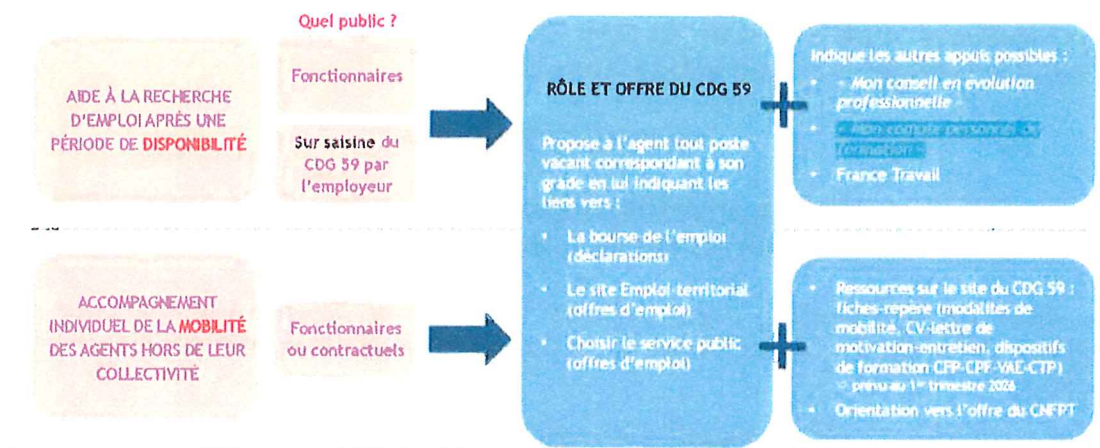 Quel public ?
AIDE À LA RECHERCHE
D'EMPLOI APRÈS UNE
PÉRIODE DE DISPONIBILITÉ
Fonctionnaires
Sur saisine du
CDG 59 par
l'employeur
ACCOMPAGNEMENT
INDIVIDUEL DE LA MOBILITÉ
DES AGENTS HORS DE LEUR
COLLECTIVITÉ
Fonctionnaires
ou contractuels
RÔLE ET OFFRE DU CDG 59
Propose à l'agent tout poste
vacant correspondant à son
grade en lui indiquant les
liens vers :
• La bourse de l'emploi
(déclarations)
• Le site Emploi-territorial
(offres d'emploi)
• Choisir le service public
(offres d'emploi)
Indique les autres appuis possibles :
• « Mon conseil en évolution
professionnelle »
• « Mon compte personnel de
formation »
• France Travail
• Ressources sur le site du CDG 59 :
fiches-repère (modalités de
mobilité, CV-lettre de
motivation-entretien, dispositifs
de formation CFP-CPF-VAE-CTP)
prévu au 1er trimestre 2026
• Orientation vers l'offre du CNFPT